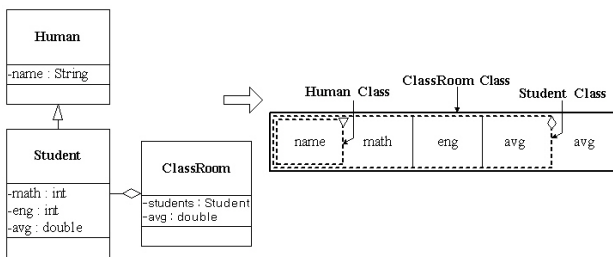 Human
-name : String
Student
-math : int
-eng : int
-avg : double
ClassRoom
-students : Student
-avg : double
ClassRoom Class
Human Class
Student Class
name
math
eng
avg
avg